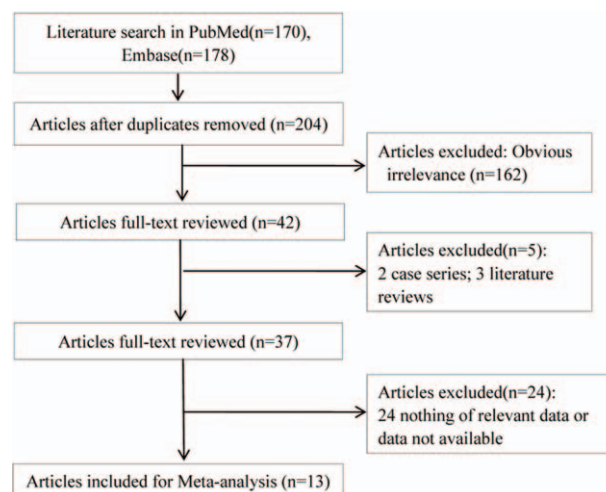 Literature search in PubMed(n=170),
Embase(n=178)
Articles after duplicates removed (n=204)
Articles excluded: Obvious
irrelevance (n=162)
Articles full-text reviewed (n=42)
Articles excluded(n=5):
2 case series; 3 literature
reviews
Articles full-text reviewed (n=37)
Articles excluded(n=24):
24 nothing of relevant data or
data not available
Articles included for Meta-analysis (n=13)